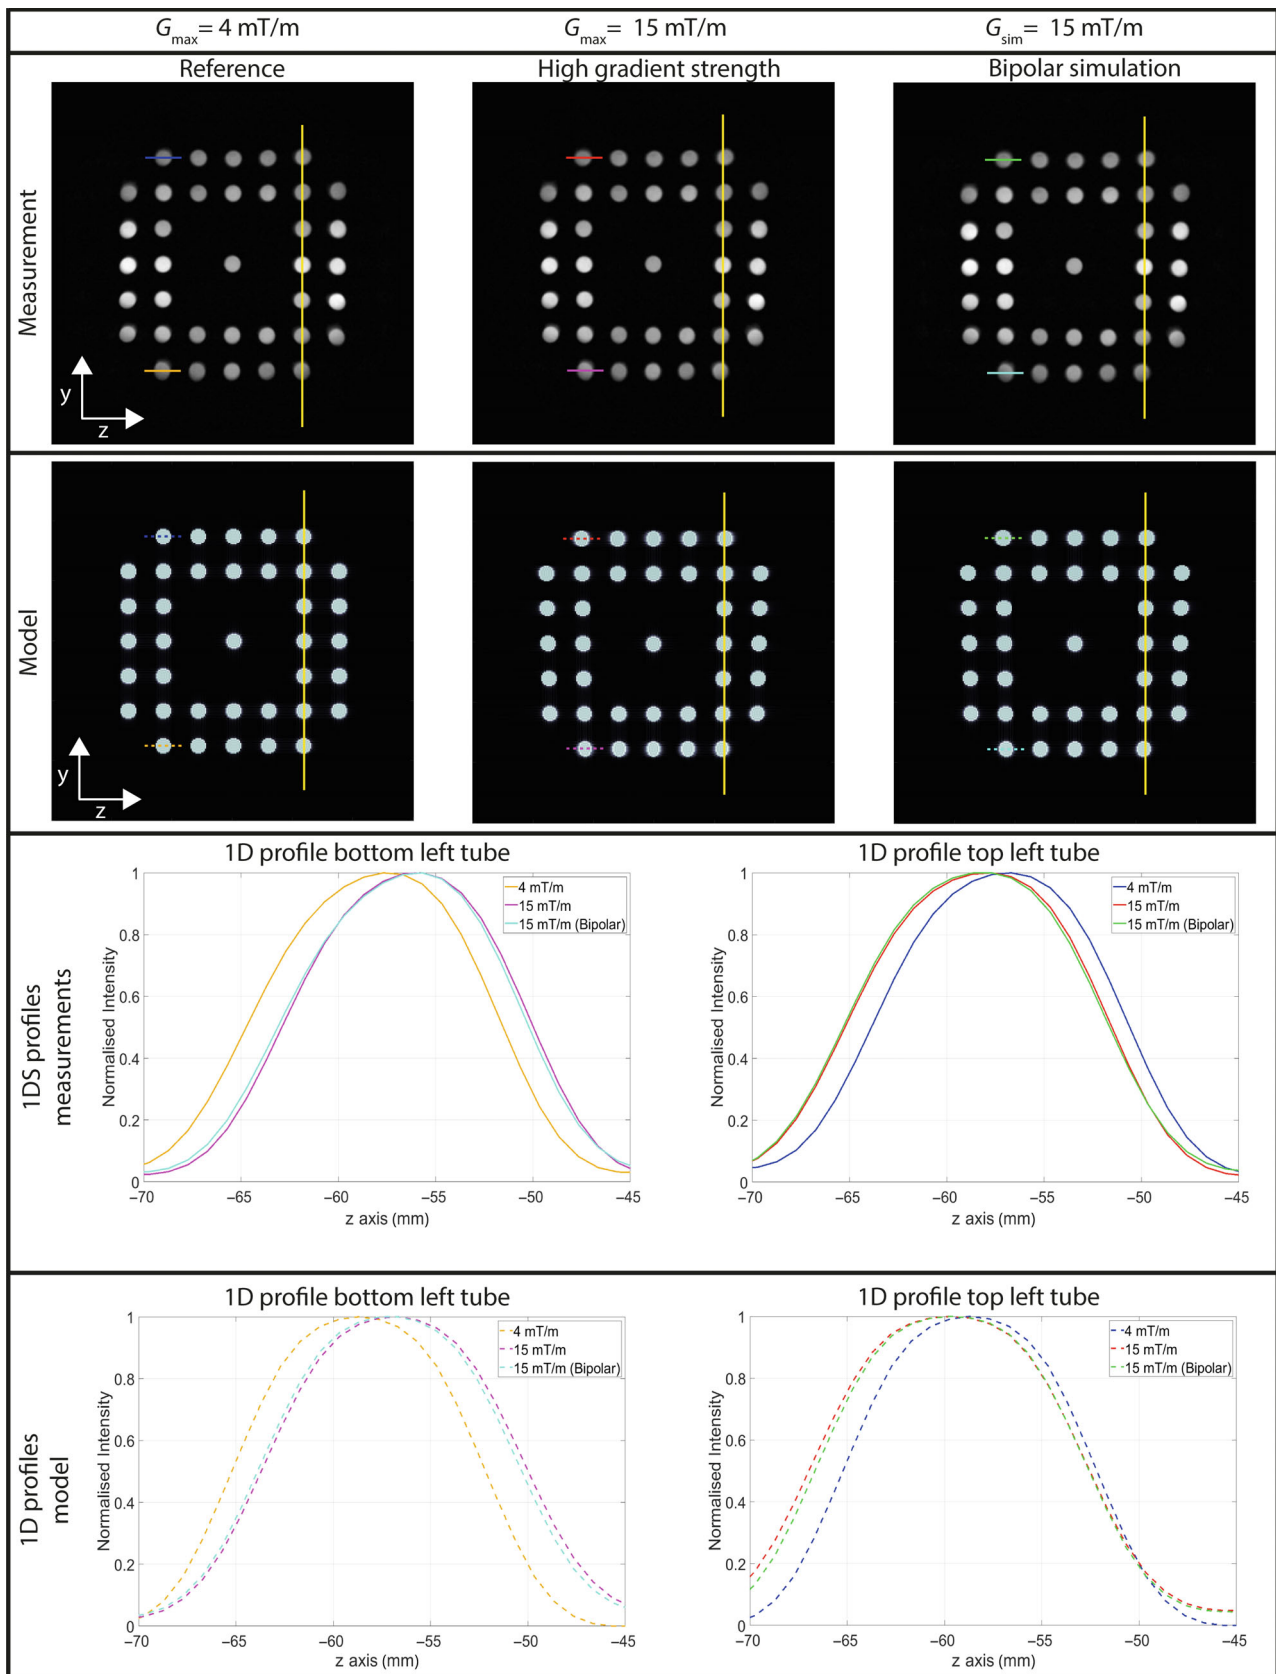 Gmax= 4 mT/m
Gmax= 15 mT/m
Gsim= 15 mT/m
Reference
High gradient strength
Bipolar simulation
Measurement
y
z
Model
y
z
1DS profiles
measurements
1D profile bottom left tube
Normalised Intensity
1
0.8
0.6
0.4
0.2
0
4 mT/m
15 mT/m
15 mT/m (Bipolar)
−70
−65
−60
−55
−50
−45
z axis (mm)
1D profile top left tube
Normalised Intensity
1
0.8
0.6
0.4
0.2
0
4 mT/m
15 mT/m
15 mT/m (Bipolar)
−70
−65
−60
−55
−50
−45
z axis (mm)
1D profiles
model
1D profile bottom left tube
Normalised Intensity
1
0.8
0.6
0.4
0.2
0
4 mT/m
15 mT/m
15 mT/m (Bipolar)
−70
−65
−60
−55
−50
−45
z axis (mm)
1D profile top left tube
Normalised Intensity
1
0.8
0.6
0.4
0.2
0
4 mT/m
15 mT/m
15 mT/m (Bipolar)
−70
−65
−60
−55
−50
−45
z axis (mm)